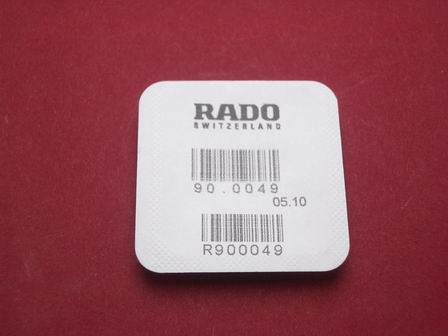 RADO
SWITZERLAND
90.0049
05.10
R900049